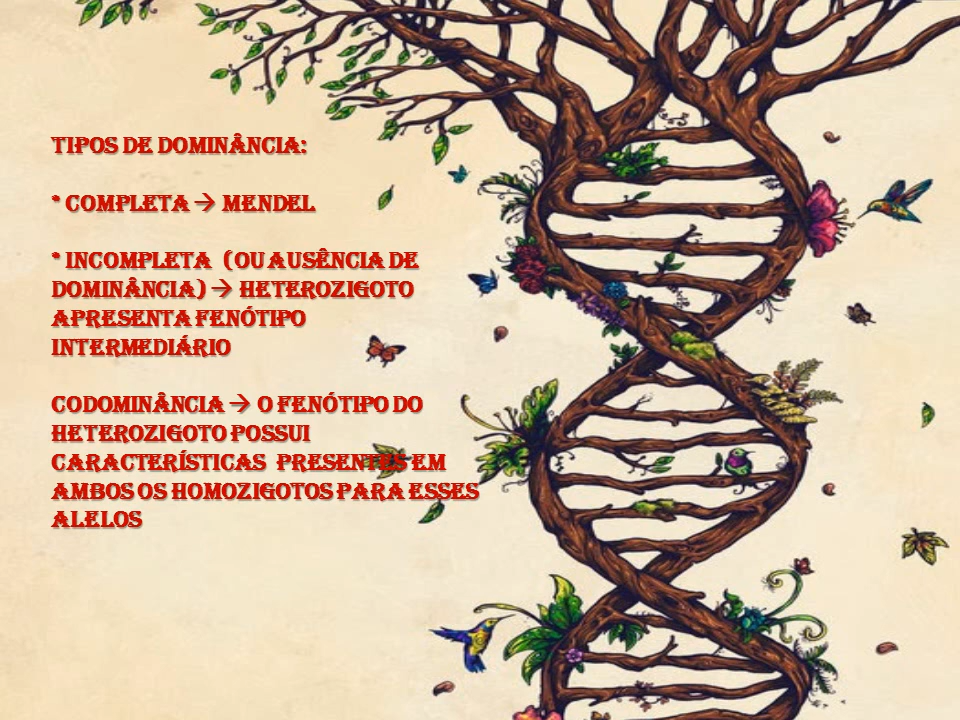 TIPOS DE DOMINÂNCIA:
* COMPLETA → MENDEL
* INCOMPLETA (OU AUSÊNCIA DE
DOMINÂNCIA) → HETEROZIGOTO
APRESENTA FENÓTIPO
INTERMEDIÁRIO
CODOMINÂNCIA → O FENÓTIPO DO
HETEROZIGOTO POSSUI
CARACTERÍSTICAS PRESENTES EM
AMBOS OS HOMOZIGOTOS PARA ESSES
ALELOS